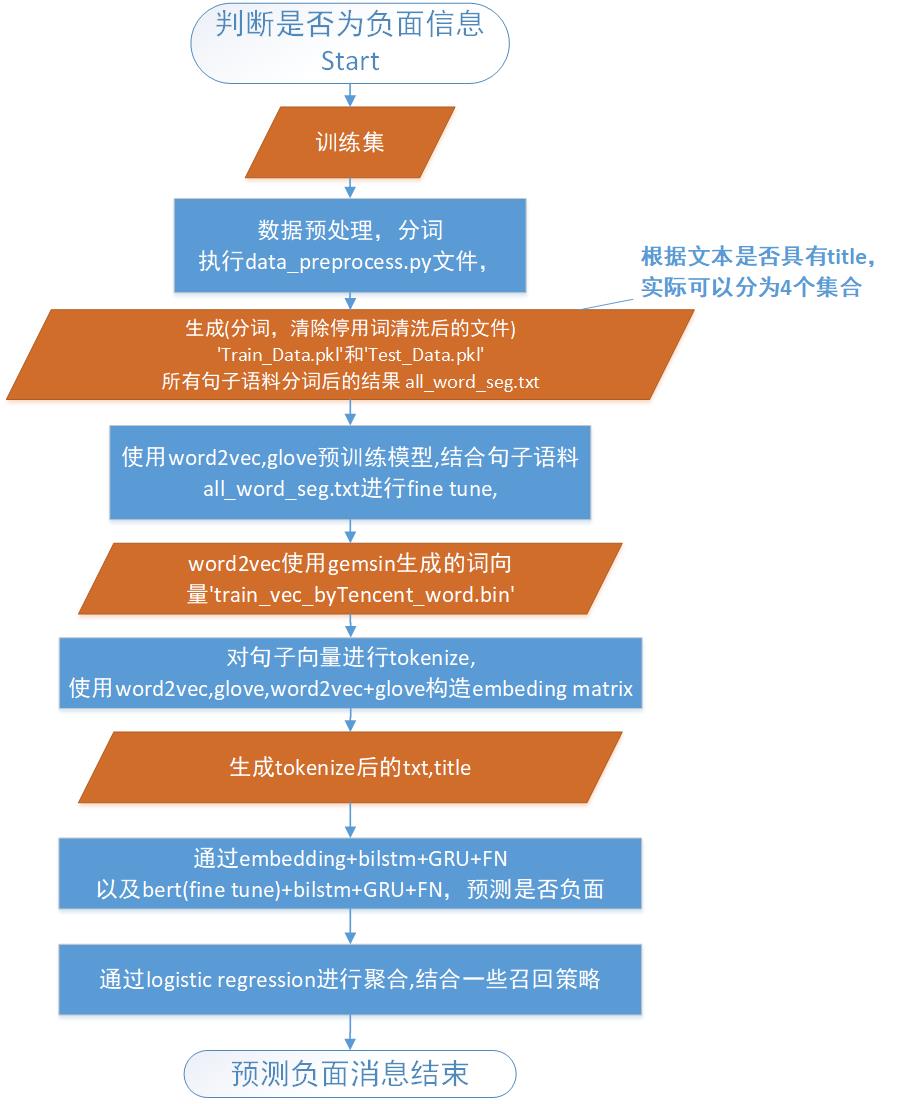 判断是否为负面信息
Start
训练集
数据预处理，分词
执行data_preprocess.py文件，
根据文本是否具有title，
实际可以分为4个集合
生成(分词，清除停用词清洗后的文件)
'Train_Data.pkl'和'Test_Data.pkl'
所有句子语料分词后的结果 all_word_seg.txt
使用word2vec,glove预训练模型,结合句子语料
all_word_seg.txt进行fine tune,
word2vec使用gemsin生成的词向
量'train_vec_byTencent_word.bin'
对句子向量进行tokenize,
使用word2vec,glove,word2vec+glove构造embeding matrix
生成tokenize后的txt,title
通过embedding+bilstm+GRU+FN
以及bert(fine tune)+bilstm+GRU+FN，预测是否负面
通过logistic regression进行聚合,结合一些召回策略
预测负面消息结束